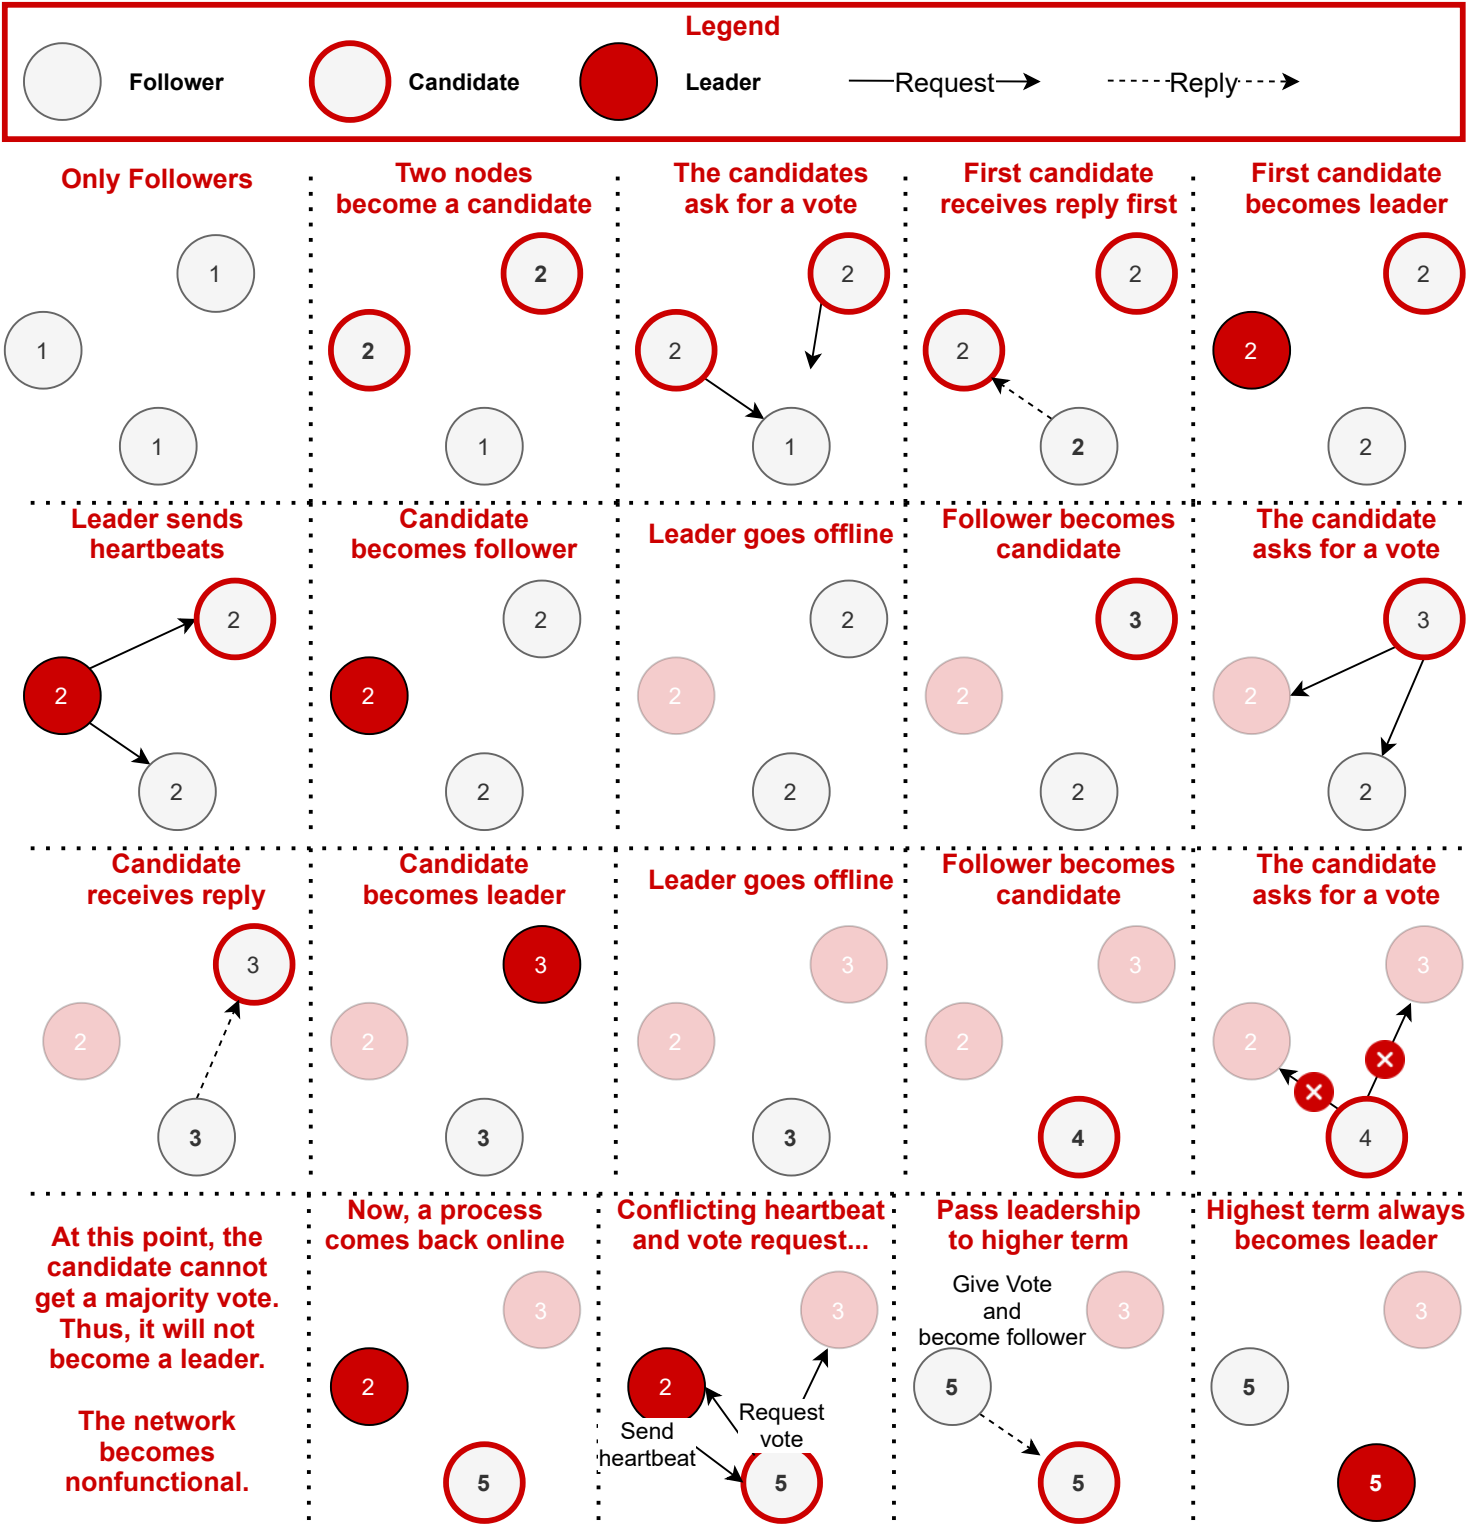 Legend
Follower
Candidate
Leader
Request
Reply
Only Followers
Two nodes
become a candidate
The candidates
ask for a vote
First candidate
receives reply first
First candidate
becomes leader
1
1
1
2
2
1
2
2
1
2
2
2
2
2
2
Leader sends
heartbeats
Candidate
becomes follower
Leader goes offline
Follower becomes
candidate
The candidate
asks for a vote
2
2
2
2
2
2
2
2
2
3
2
2
3
2
2
Candidate
receives reply
Candidate
becomes leader
Leader goes offline
Follower becomes
candidate
The candidate
asks for a vote
3
2
3
3
2
3
3
2
3
3
2
4
3
2
4
At this point, the
candidate cannot
get a majority vote.
Thus, it will not
become a leader.
The network
becomes
nonfunctional.
Now, a process
comes back online
3
2
5
Conflicting heartbeat
and vote request...
3
2
Request
vote
Send
heartbeat
5
Pass leadership
to higher term
Give Vote
and
become follower
3
5
5
Highest term always
becomes leader
3
5
5